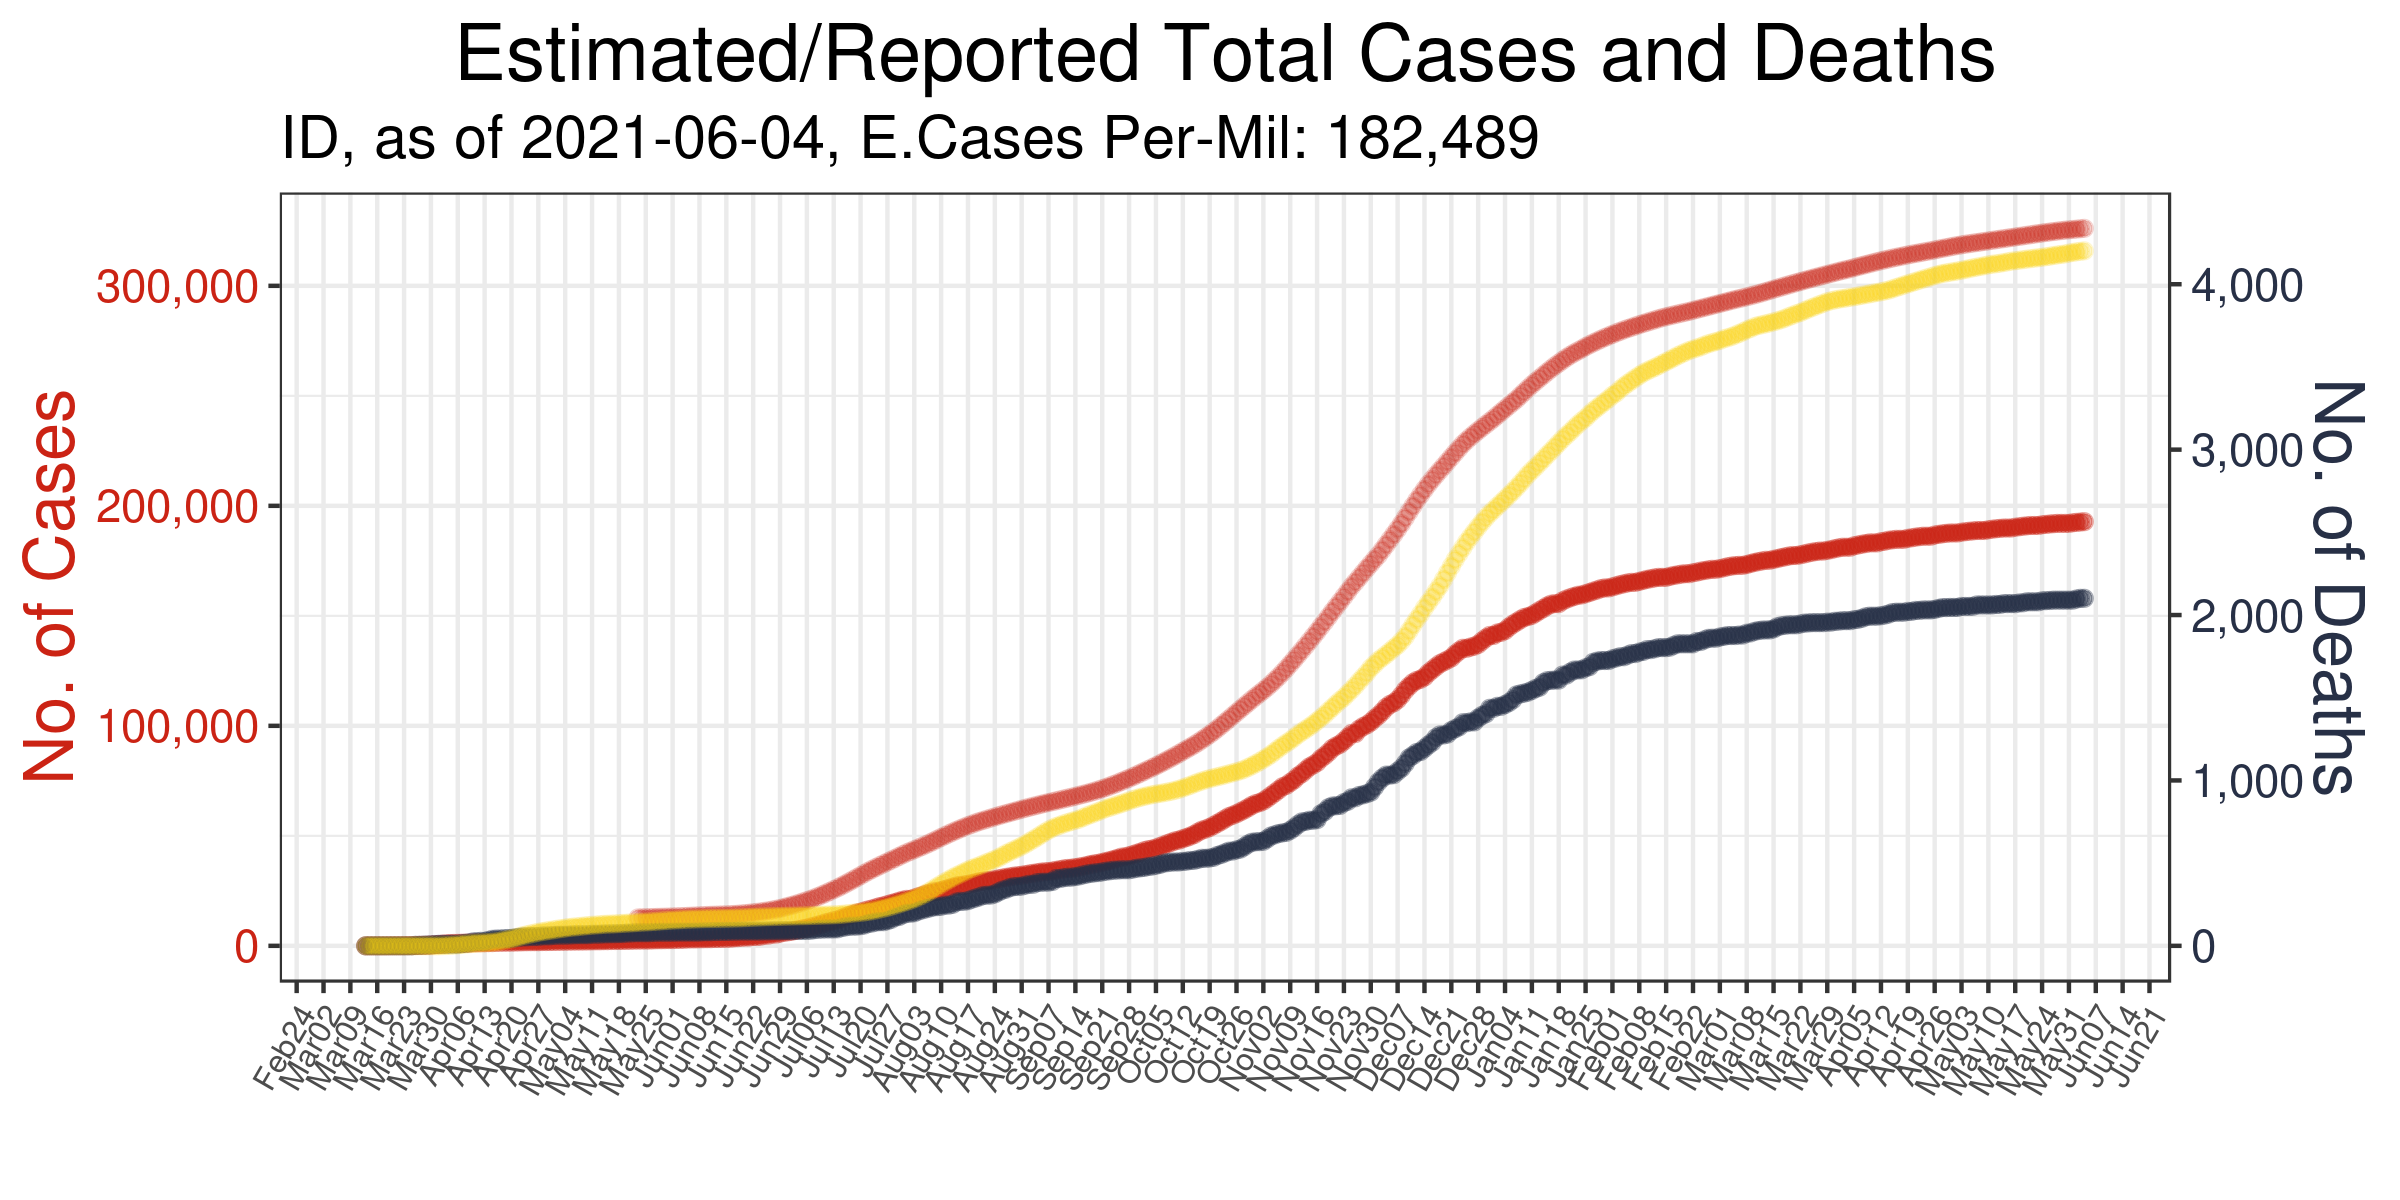 Estimated/Reported Total Cases and Deaths
ID, as of 2021-06-04, E.Cases Per-Mil: 182,489
No. of Cases
300,000
200,000
100,000
0
4,000
3,000
2,000
1,000
0
No. of Deaths
Feb24
Mar02
Mar09
Mar16
Mar23
Mar30
Apr06
Apr13
Apr20
Apr27
May04
May11
May18
May25
Jun01
Jun08
Jun15
Jun22
Jun29
Jul06
Jul13
Jul20
Jul27
Aug03
Aug10
Aug17
Aug24
Aug31
Sep07
Sep14
Sep21
Sep28
Oct05
Oct12
Oct19
Oct26
Nov02
Nov09
Nov16
Nov23
Nov30
Dec07
Dec14
Dec21
Dec28
Jan04
Jan11
Jan18
Jan25
Feb01
Feb08
Feb15
Feb22
Mar01
Mar08
Mar15
Mar22
Mar29
Apr05
Apr12
Apr19
Apr26
May03
May10
May17
May24
May31
Jun07
Jun14
Jun21